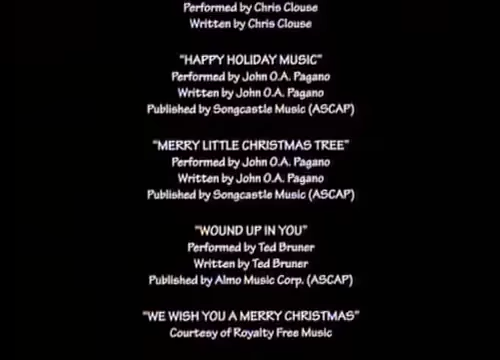 Performed by Chris Clouse
Written by Chris Clouse
"HAPPY HOLIDAY MUSIC"
Performed by John O.A. Pagano
Written by John O.A. Pagano
Published by Songcastle Music (ASCAP)
"MERRY LITTLE CHRISTMAS TREE"
Performed by John O.A. Pagano
Written by John O.A. Pagano
Published by Songcastle Music (ASCAP)
"WOUND UP IN YOU"
Performed by Ted Bruner
Written by Ted Bruner
Published by Almo Music Corp. (ASCAP)
"WE WISH YOU A MERRY CHRISTMAS"
Courtesy of Royalty Free Music